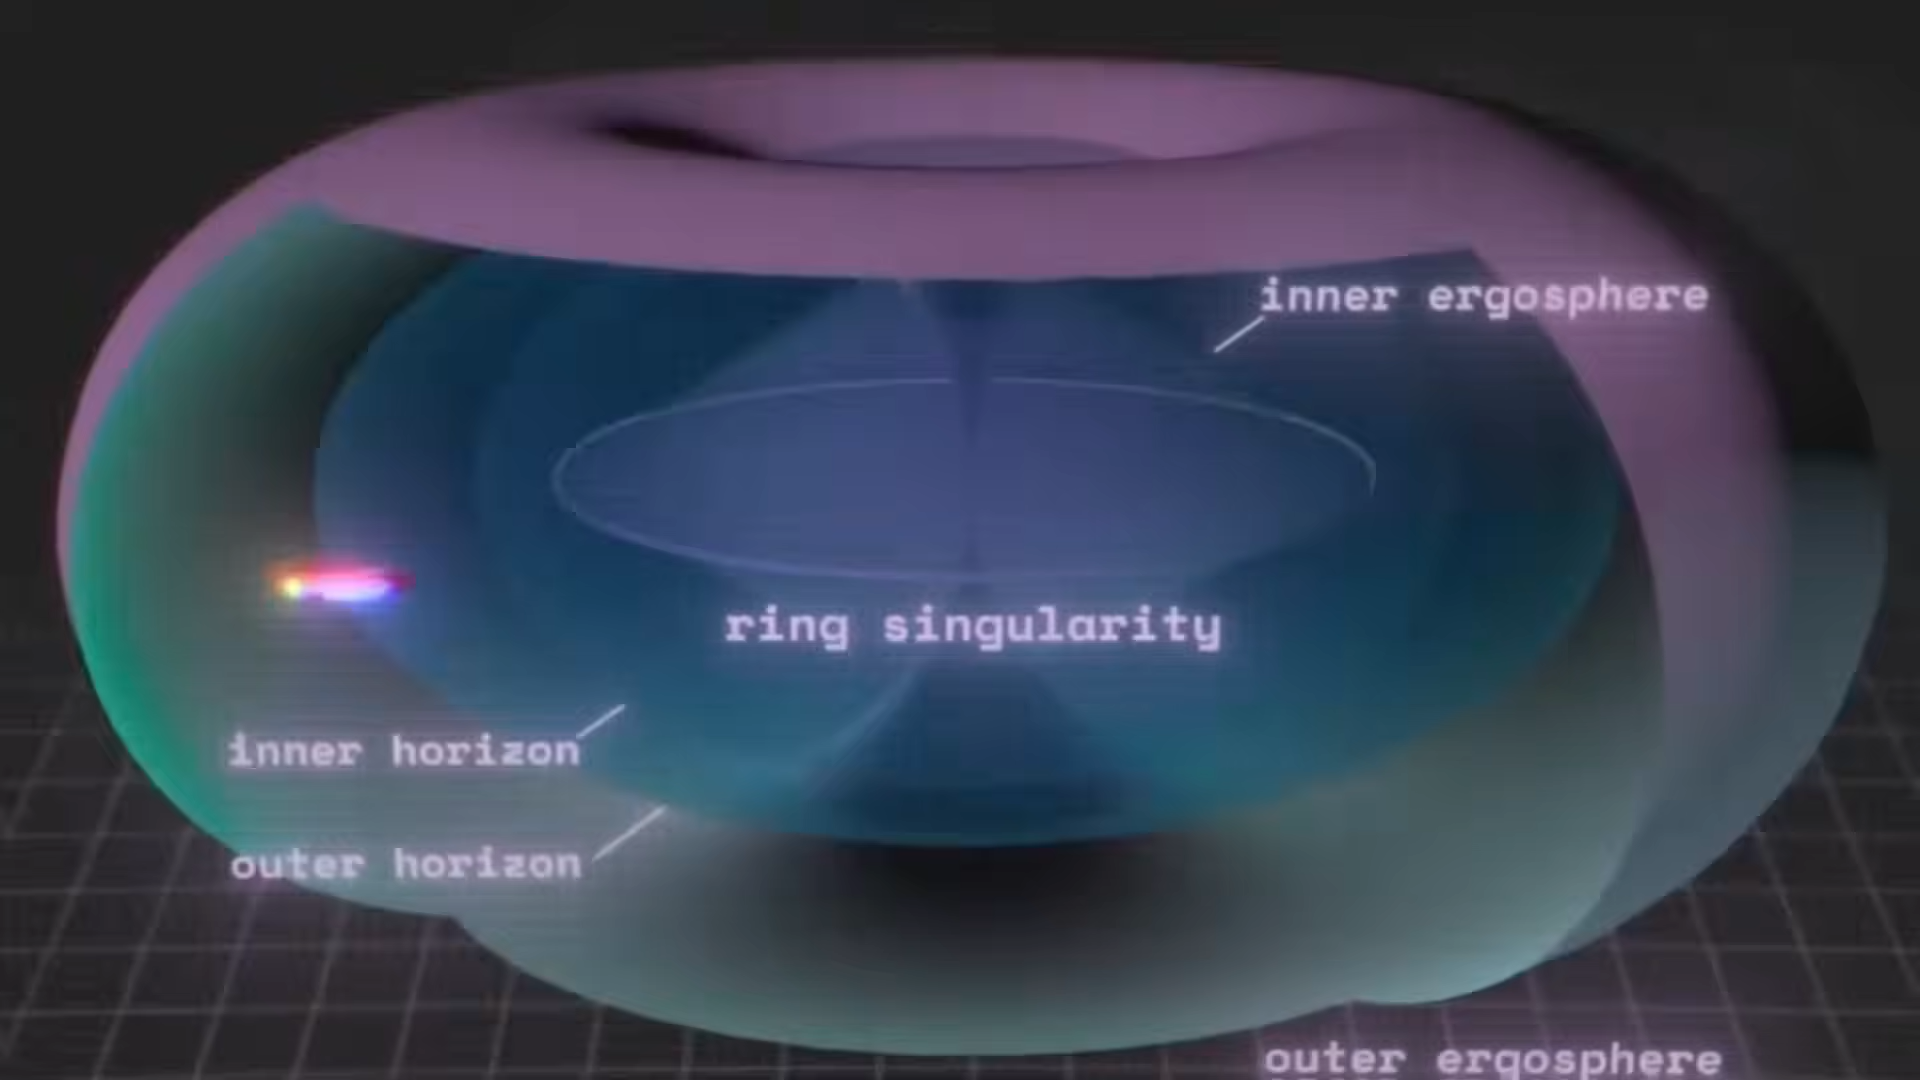 inner ergosphere
ring singularity
inner horizon
outer horizon
outer ergosphere